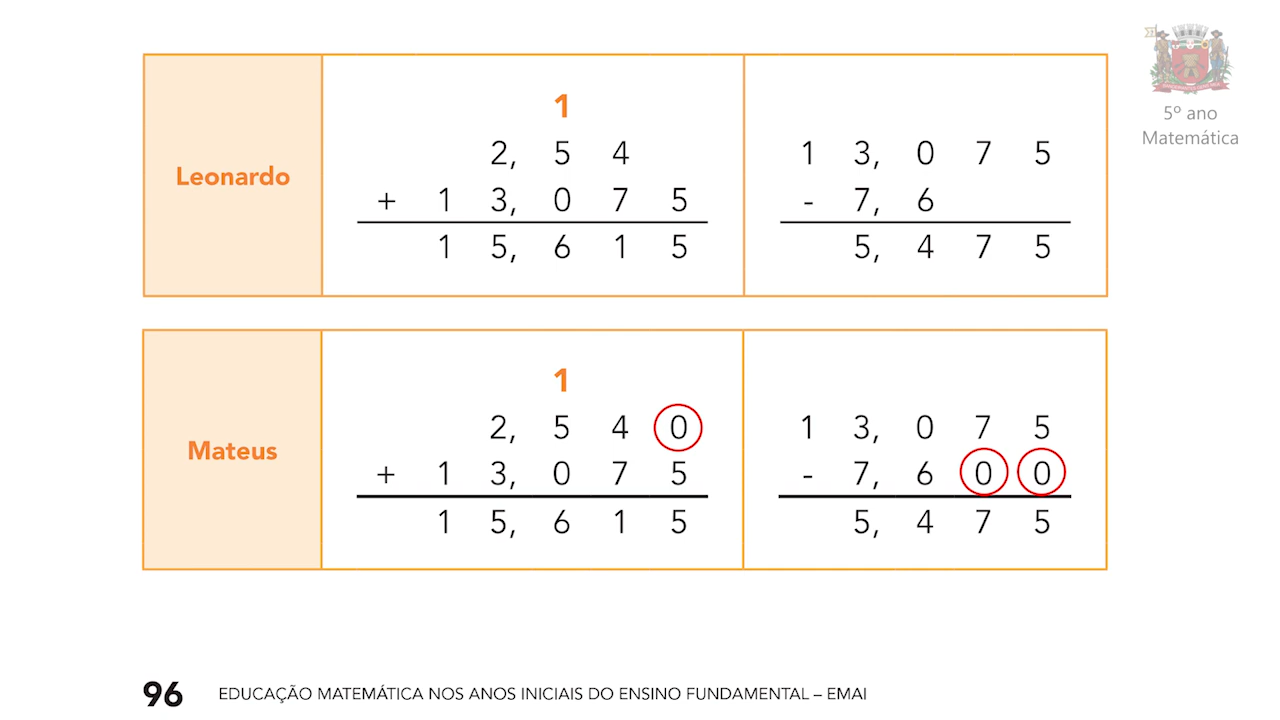 5º ano
Matemática
Leonardo
1
2, 5 4
+ 1 3, 0 7 5
1 5, 6 1 5
1 3, 0 7 5
- 7, 6
5, 4 7 5
Mateus
1
2, 5 4 0
+ 1 3, 0 7 5
1 5, 6 1 5
1 3, 0 7 5
- 7, 6 0 0
5, 4 7 5
96 EDUCAÇÃO MATEMÁTICA NOS ANOS INICIAIS DO ENSINO FUNDAMENTAL – EMAI